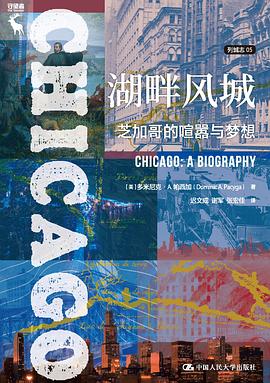 守望者
列城志 05
CHICAGO
湖畔风城
芝加哥的喧嚣与梦想
CHICAGO: A BIOGRAPHY
[美]多米尼克·A.帕西加(Dominic A. Pacyga) 著
迟文成 谢军 张宏佳 译
中国人民大学出版社